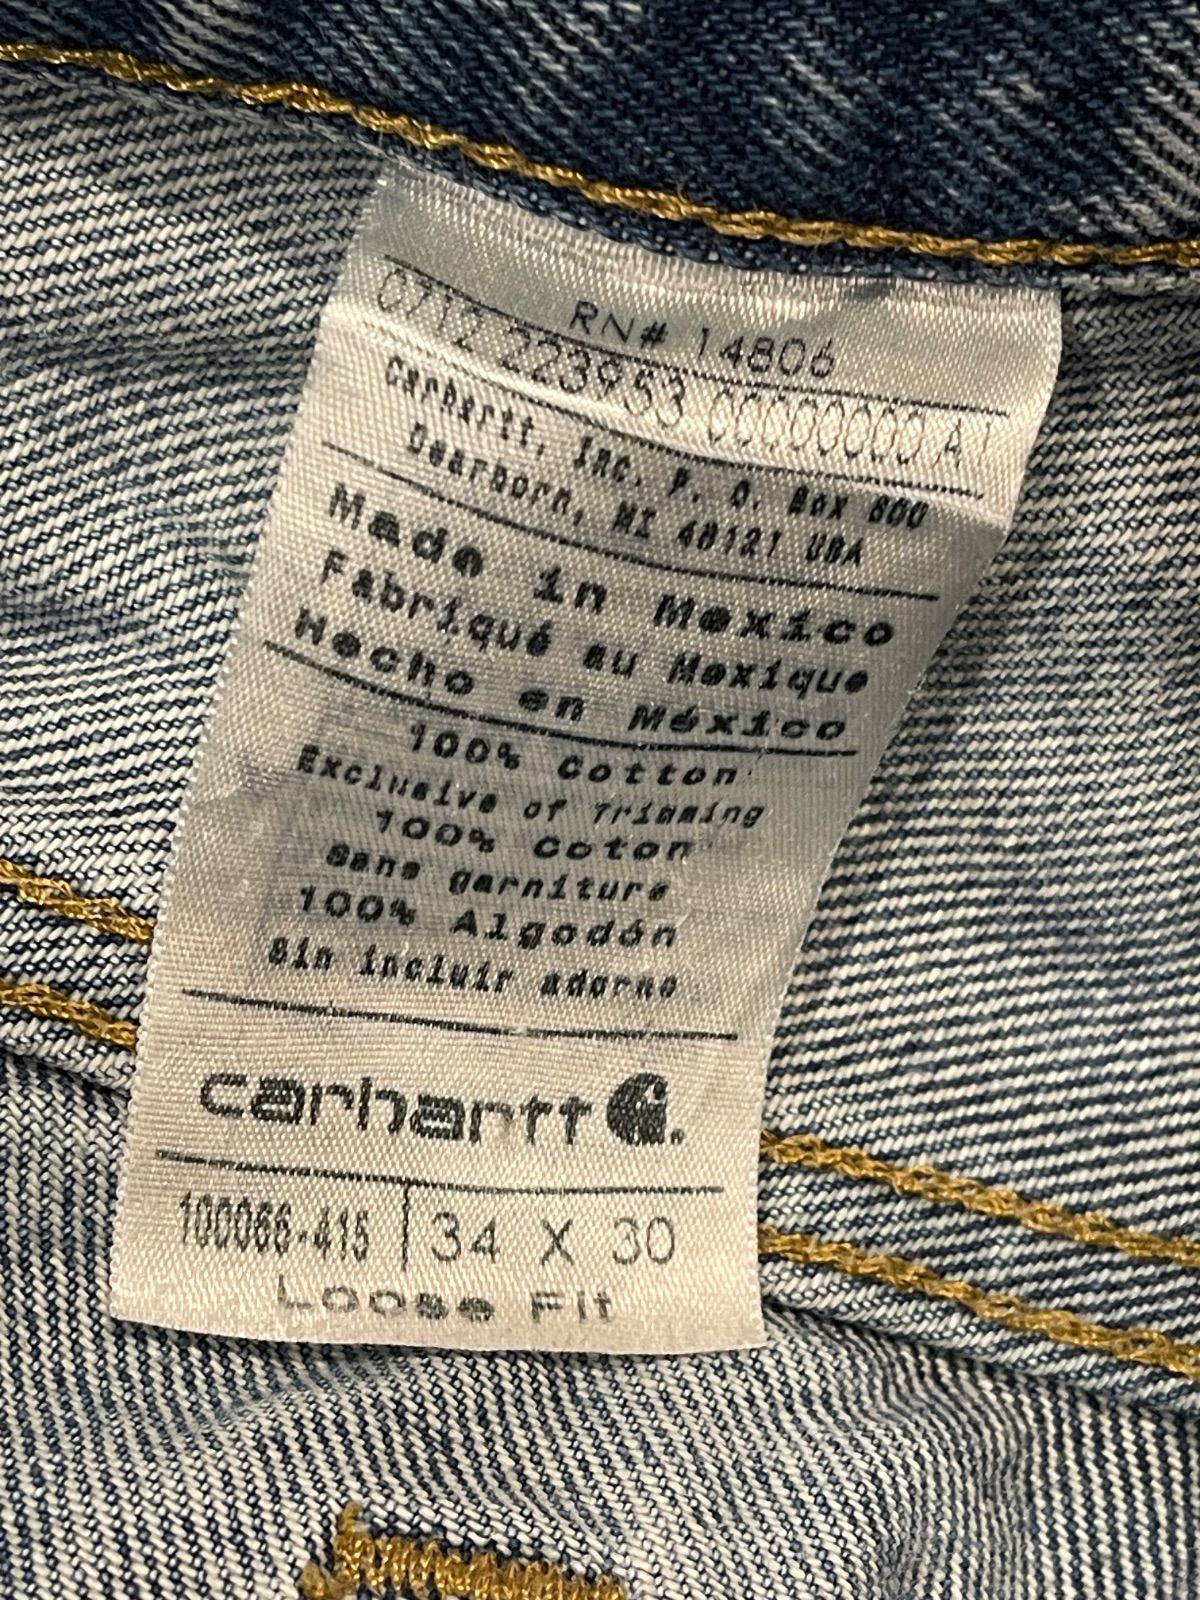 RN# 14806
0712 223953 00000000 A1
Carhartt, Inc. P. O. Box 600
Dearborn, MI 48121 USA
Made in Mexico
Fabriqué au Mexique
Hecho en México
100% Cotton
Exclusive of Trimming
100% Coton
Sans garniture
100% Algodón
Sin incluir adorno
carhartt
100066-415 34 X 30
Loose Fit